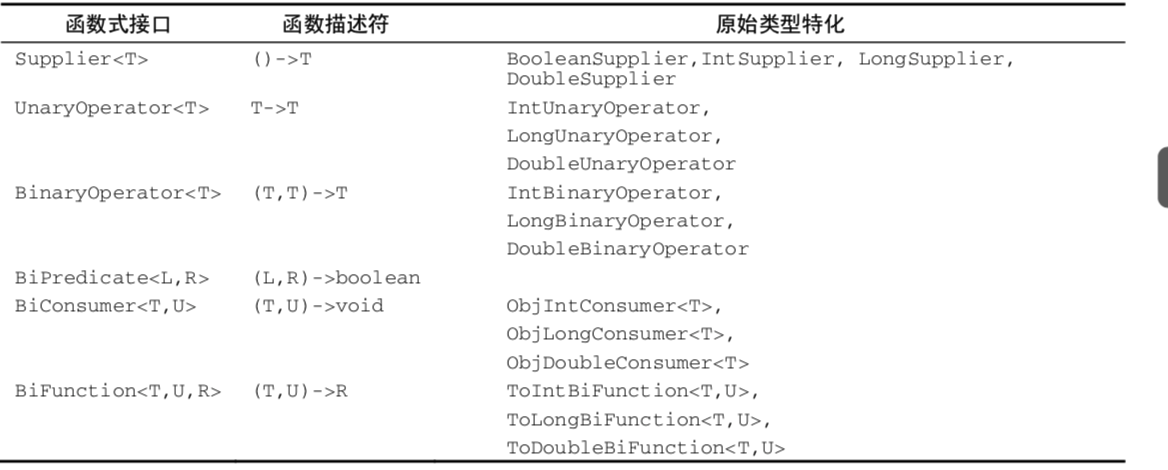 函数式接口 函数描述符 原始类型特化
Supplier<T> ()->T BooleanSupplier,IntSupplier, LongSupplier,
DoubleSupplier
UnaryOperator<T> T->T IntUnaryOperator,
LongUnaryOperator,
DoubleUnaryOperator
BinaryOperator<T> (T,T)->T IntBinaryOperator,
LongBinaryOperator,
DoubleBinaryOperator
BiPredicate<L,R> (L,R)->boolean
BiConsumer<T,U> (T,U)->void ObjIntConsumer<T>,
ObjLongConsumer<T>,
ObjDoubleConsumer<T>
BiFunction<T,U,R> (T,U)->R ToIntBiFunction<T,U>,
ToLongBiFunction<T,U>,
ToDoubleBiFunction<T,U>